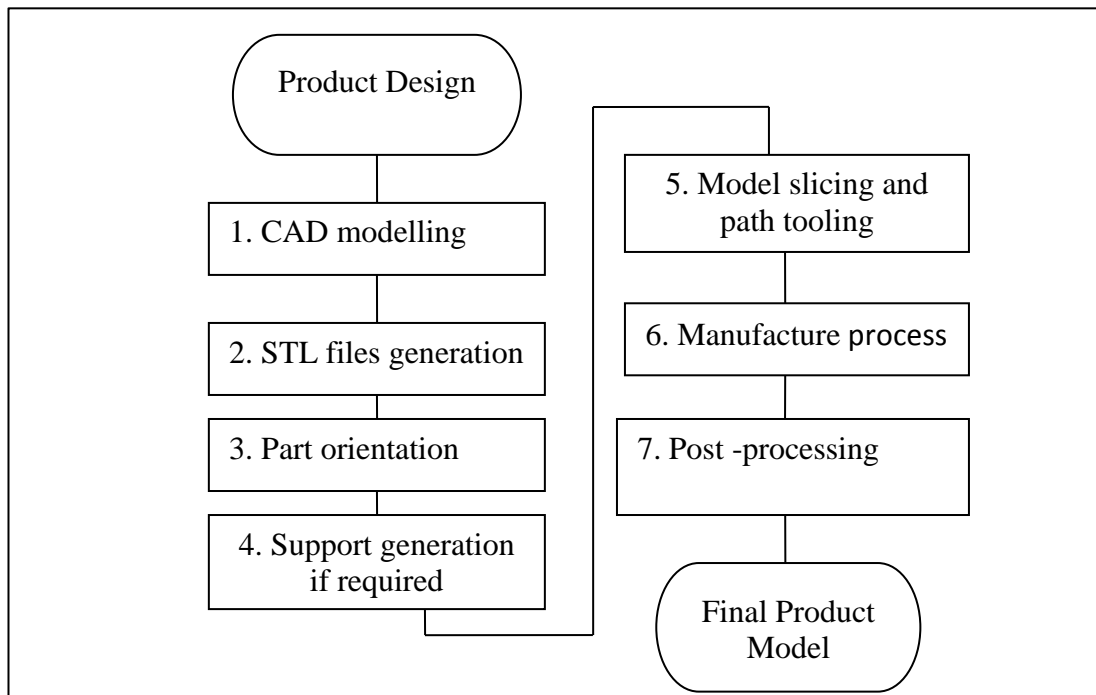 Product Design
1. CAD modelling
2. STL files generation
3. Part orientation
4. Support generation
if required
5. Model slicing and
path tooling
6. Manufacture process
7. Post -processing
Final Product
Model